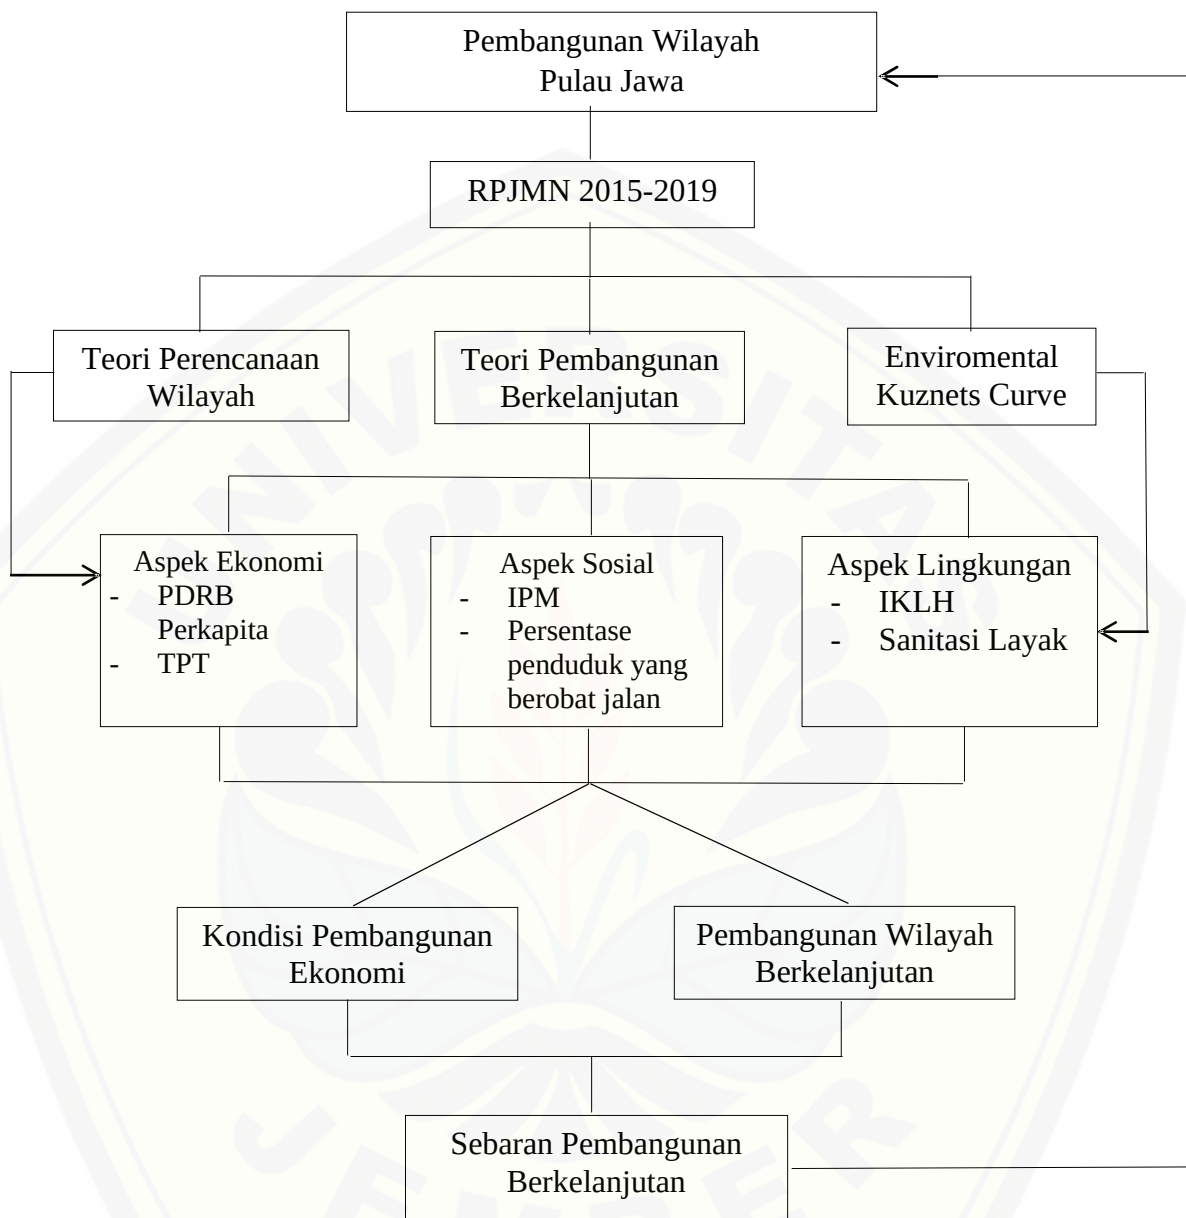 Pembangunan Wilayah
Pulau Jawa
RPJMN 2015-2019
Teori Perencanaan
Wilayah
Teori Pembangunan
Berkelanjutan
Enviromental
Kuznets Curve
Aspek Ekonomi
- PDRB
Perkapita
- TPT
Aspek Sosial
- IPM
- Persentase
penduduk yang
berobat jalan
Aspek Lingkungan
- IKLH
- Sanitasi Layak
Kondisi Pembangunan
Ekonomi
Pembangunan Wilayah
Berkelanjutan
Sebaran Pembangunan
Berkelanjutan
UNIVERSITAS
JEMBER